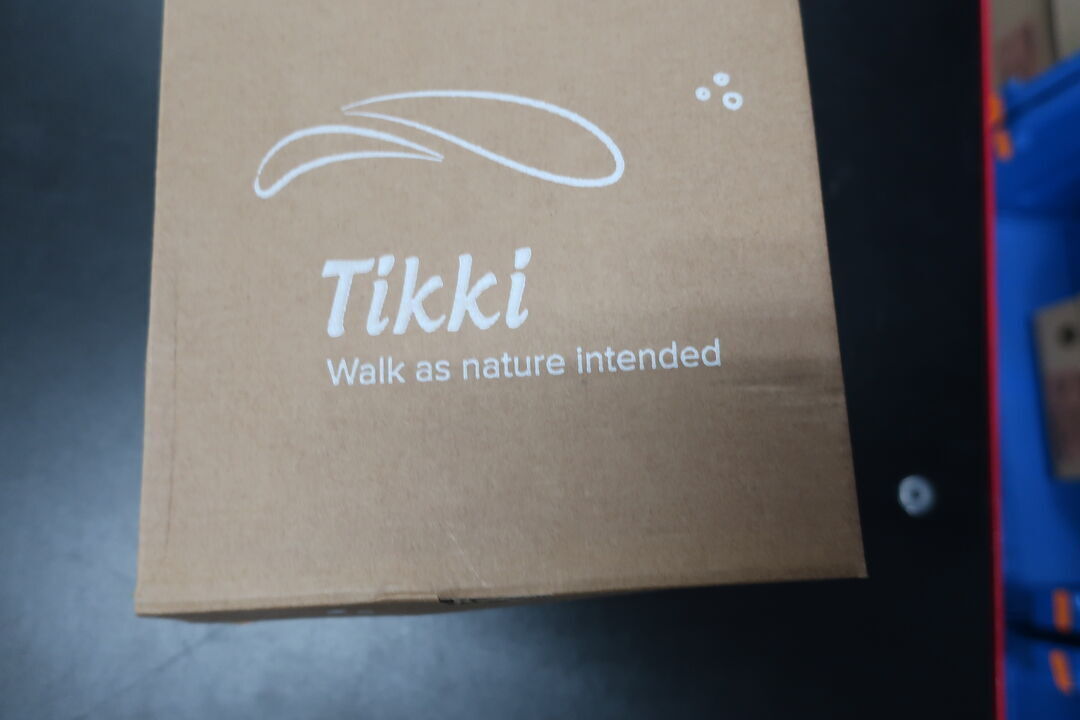 Tikki
Walk as nature intended